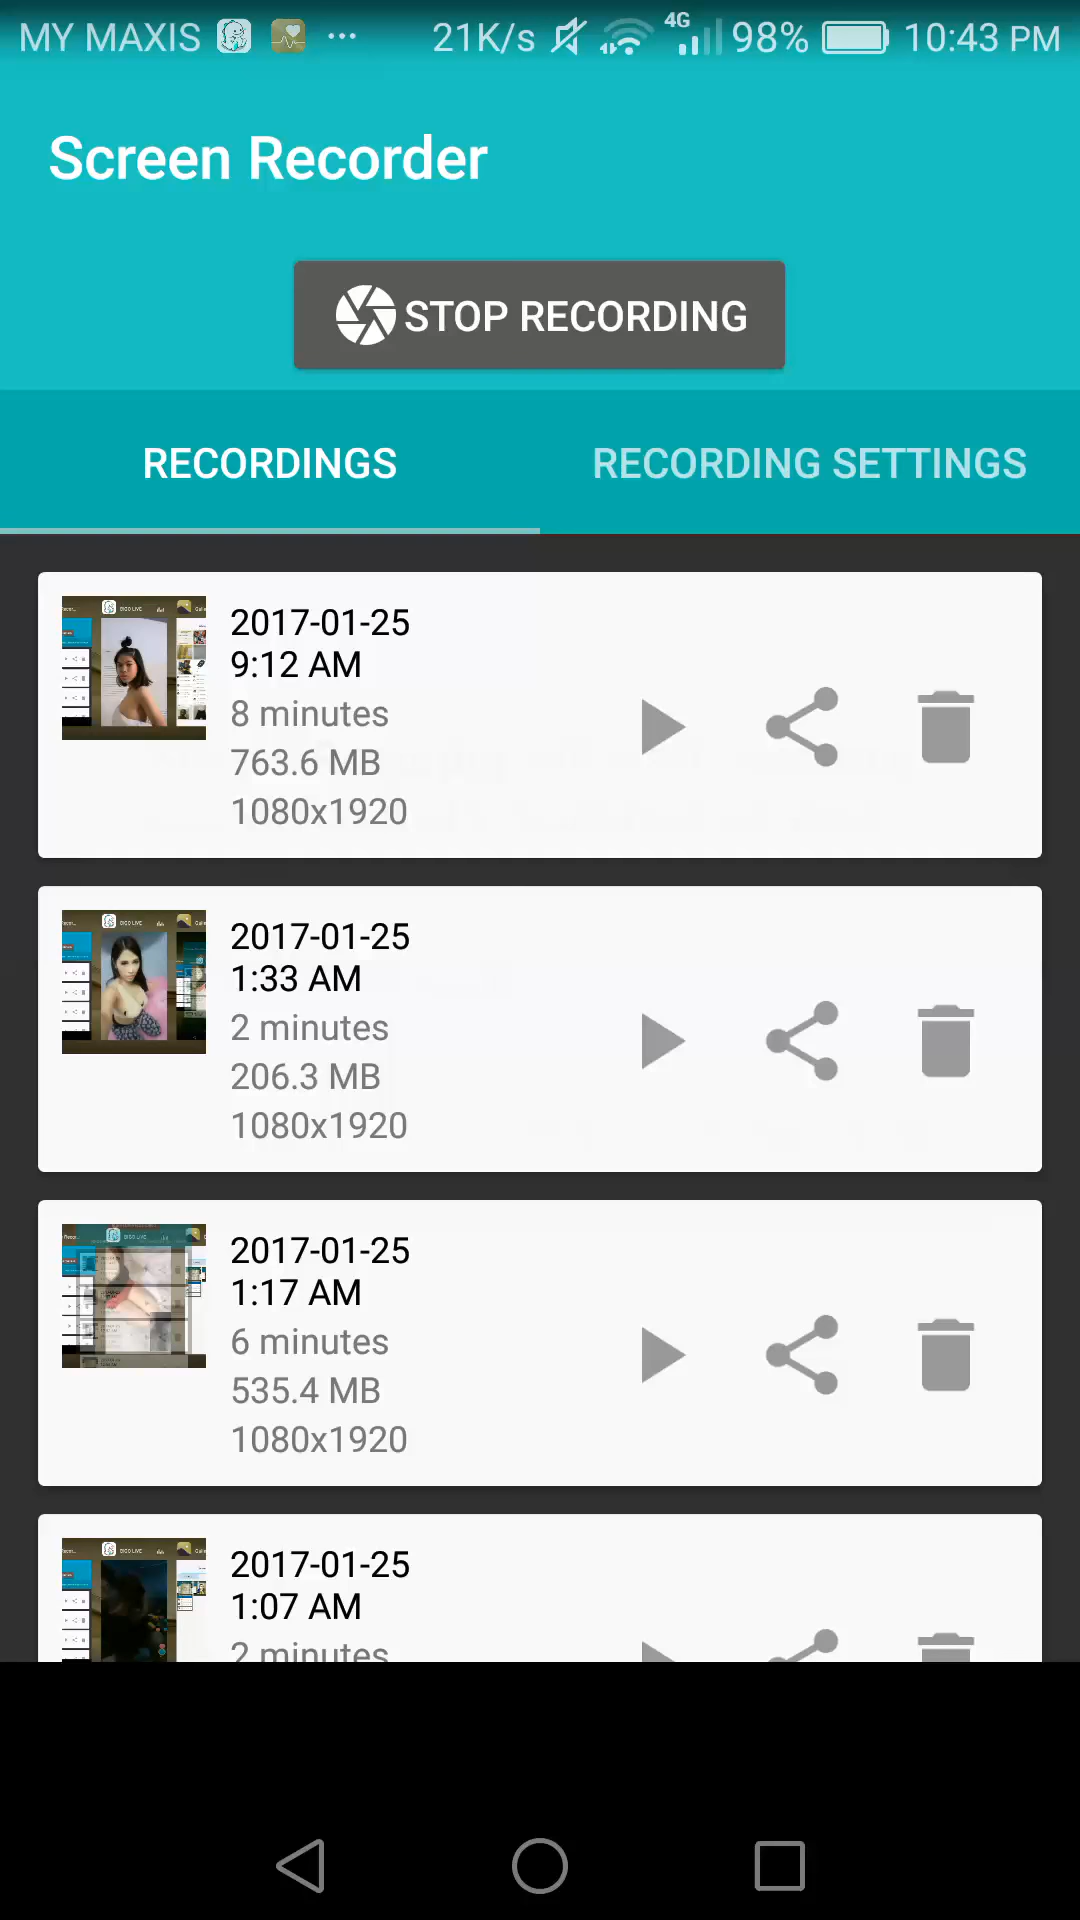 MY MAXIS ... 21K/s 4G 98% 10:43 PM
Screen Recorder
STOP RECORDING
RECORDINGS RECORDING SETTINGS
2017-01-25
9:12 AM
8 minutes
763.6 MB
1080x1920
2017-01-25
1:33 AM
2 minutes
206.3 MB
1080x1920
2017-01-25
1:17 AM
6 minutes
535.4 MB
1080x1920
2017-01-25
1:07 AM
2 minutes